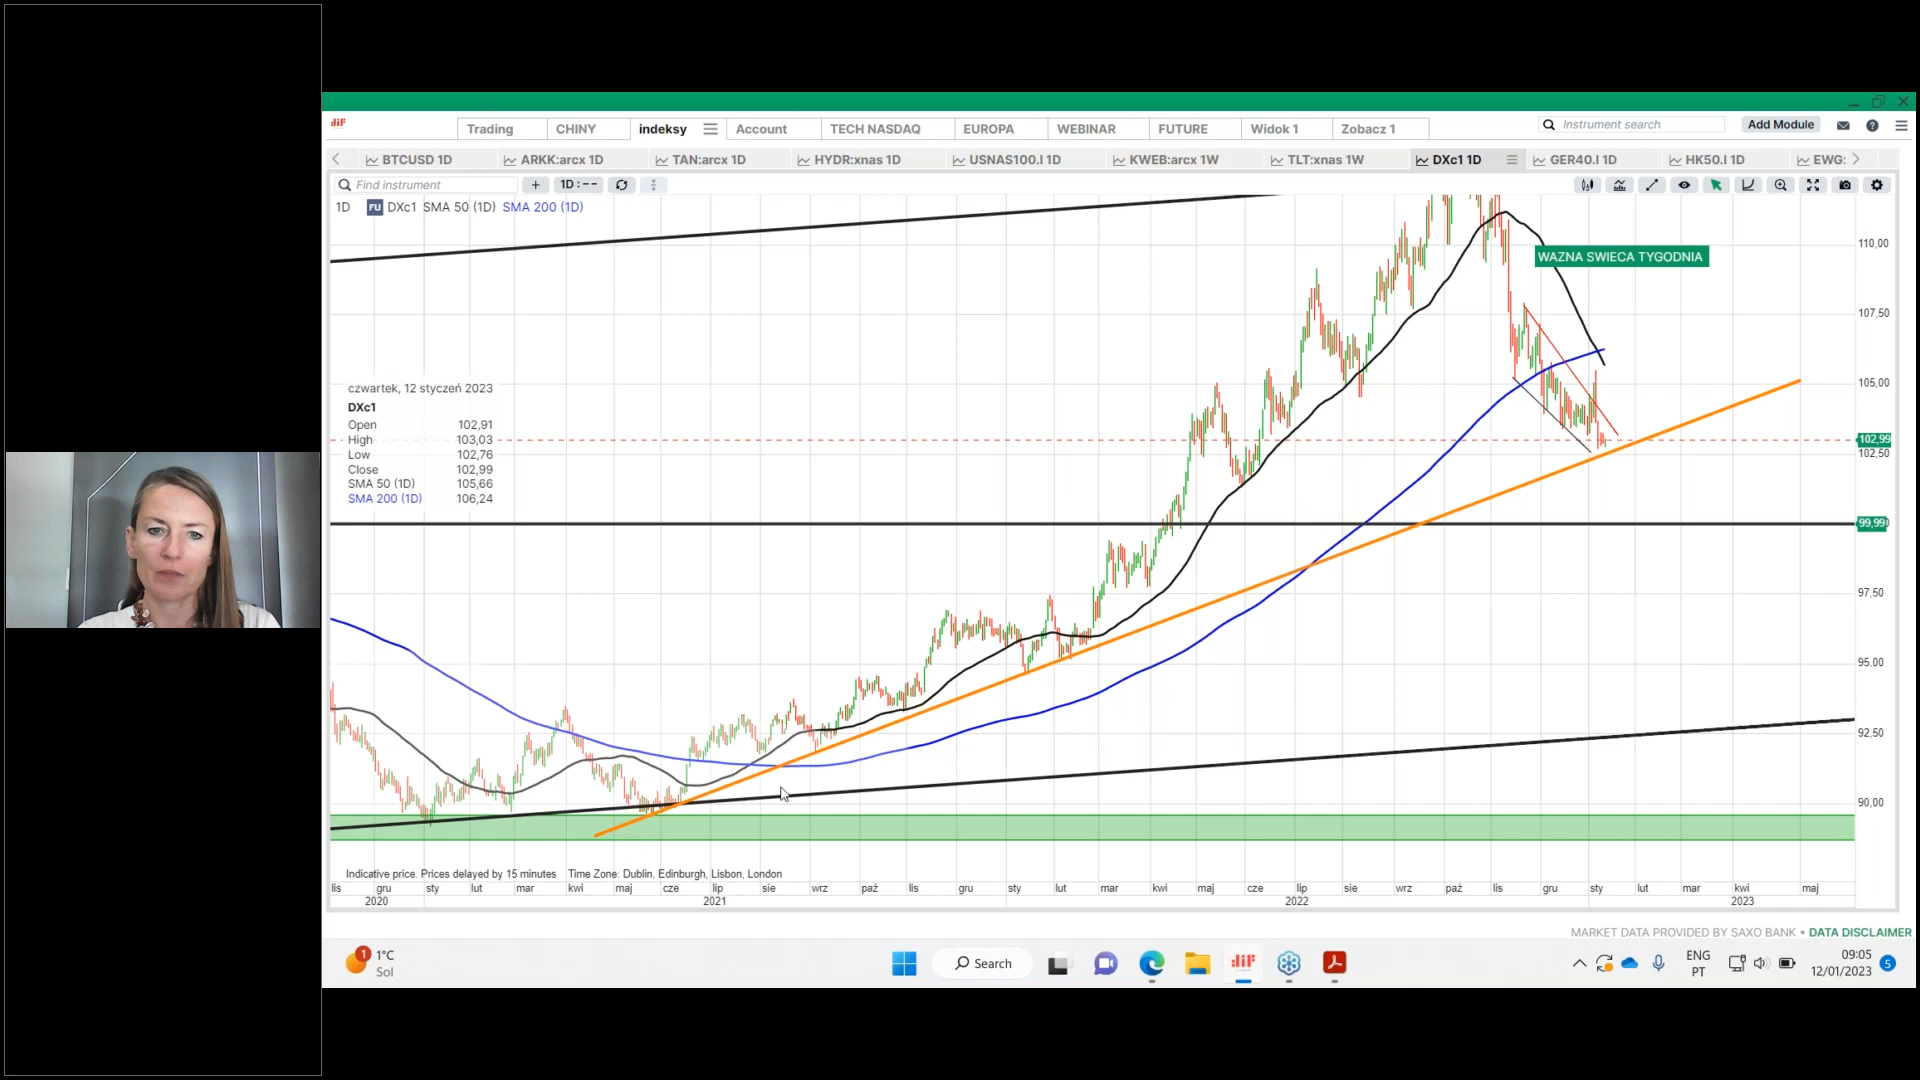 diF
Trading CHINY indeksy Account TECH NASDAQ EUROPA WEBINAR FUTURE Widok 1 Zobacz 1 Instrument search Add Module
BTCUSD 1D ARKK:arcx 1D TAN:arcx 1D HYDR:xnas 1D USNAS100.I 1D KWEB:arcx 1W TLT:xnas 1W DXc1 1D GER40.I 1D HK50.I 1D EWG:
Find instrument + 1D : --
1D FU DXc1 SMA 50 (1D) SMA 200 (1D)
110,00
WAZNA SWIECA TYGODNIA
107,50
105,00
czwartek, 12 styczeń 2023
DXc1
Open 102,91
High 103,03
Low 102,76
Close 102,99
SMA 50 (1D) 105,66
SMA 200 (1D) 106,24
102,99
102,50
99,99
97,50
95,00
92,50
90,00
Indicative price. Prices delayed by 15 minutes Time Zone: Dublin, Edinburgh, Lisbon, London
lis gru sty lut mar kwi maj cze lip sie wrz paź lis gru sty lut mar kwi maj cze lip sie wrz paź lis gru sty lut mar kwi maj
2020 2021 2022 2023
MARKET DATA PROVIDED BY SAXO BANK • DATA DISCLAIMER
1 1°C
Sol
Search
diF
ENG
PT
09:05
12/01/2023
5